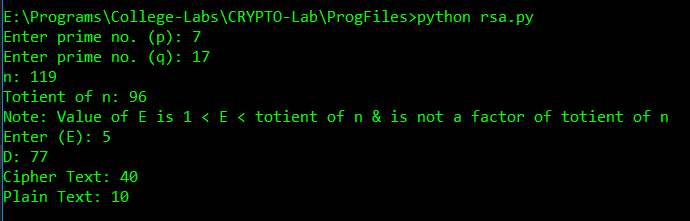 E:\Programs\College-Labs\CRYPTO-Lab\ProgFiles>python rsa.py
Enter prime no. (p): 7
Enter prime no. (q): 17
n: 119
Totient of n: 96
Note: Value of E is 1 < E < totient of n & is not a factor of totient of n
Enter (E): 5
D: 77
Cipher Text: 40
Plain Text: 10